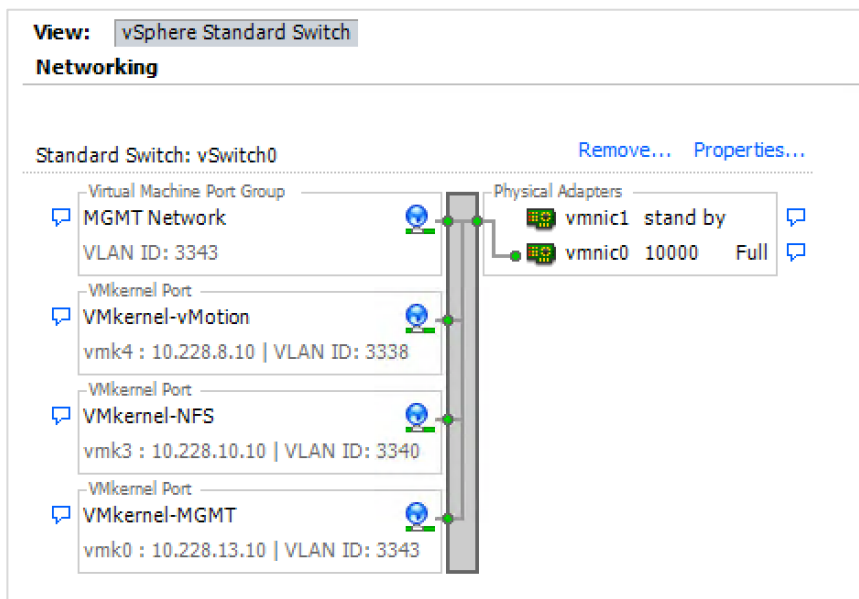 View: vSphere Standard Switch
Networking
Standard Switch: vSwitch0 Remove... Properties...
Virtual Machine Port Group
MGMT Network
VLAN ID: 3343
Physical Adapters
vmnic1 stand by
vmnic0 10000 Full
VMkernel Port
VMkernel-vMotion
vmk4 : 10.228.8.10 | VLAN ID: 3338
VMkernel Port
VMkernel-NFS
vmk3 : 10.228.10.10 | VLAN ID: 3340
VMkernel Port
VMkernel-MGMT
vmk0 : 10.228.13.10 | VLAN ID: 3343